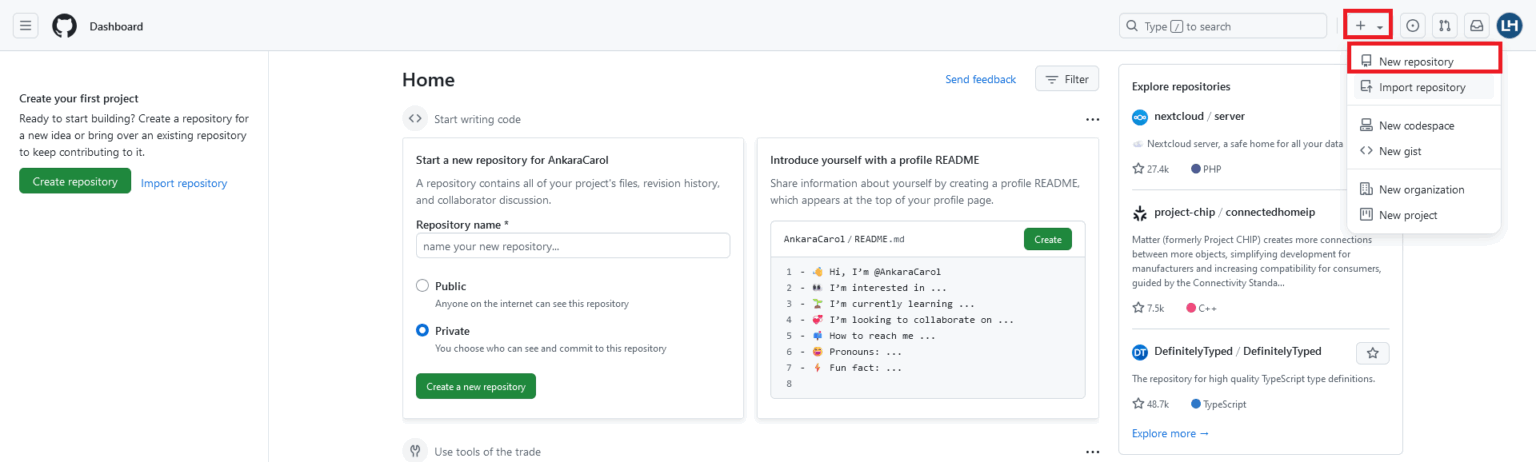 Dashboard
Type / to search
LH
Create your first project
Ready to start building? Create a repository for
a new idea or bring over an existing repository
to keep contributing to it.
Create repository
Import repository
Home
Send feedback
Filter
Start writing code
Start a new repository for AnkaraCarol
A repository contains all of your project's files, revision history,
and collaborator discussion.
Repository name *
name your new repository...
Public
Anyone on the internet can see this repository
Private
You choose who can see and commit to this repository
Create a new repository
Introduce yourself with a profile README
Share information about yourself by creating a profile README,
which appears at the top of your profile page.
AnkaraCarol / README.md
Create
1 - 👋 Hi, I'm @AnkaraCarol
2 - 👀 I'm interested in ...
3 - 🌱 I'm currently learning ...
4 - 💞️ I'm looking to collaborate on ...
5 - 📫 How to reach me ...
6 - 😄 Pronouns: ...
7 - ⚡ Fun fact: ...
8
Use tools of the trade
Explore repositories
nextcloud / server
☁️ Nextcloud server, a safe home for all your data
27.4k
PHP
project-chip / connectedhomeip
Matter (formerly Project CHIP) creates more connections
between more objects, simplifying development for
manufacturers and increasing compatibility for consumers,
guided by the Connectivity Standa...
7.5k
C++
DT
DefinitelyTyped / DefinitelyTyped
The repository for high quality TypeScript type definitions.
48.7k
TypeScript
Explore more →
New repository
Import repository
New codespace
New gist
New organization
New project